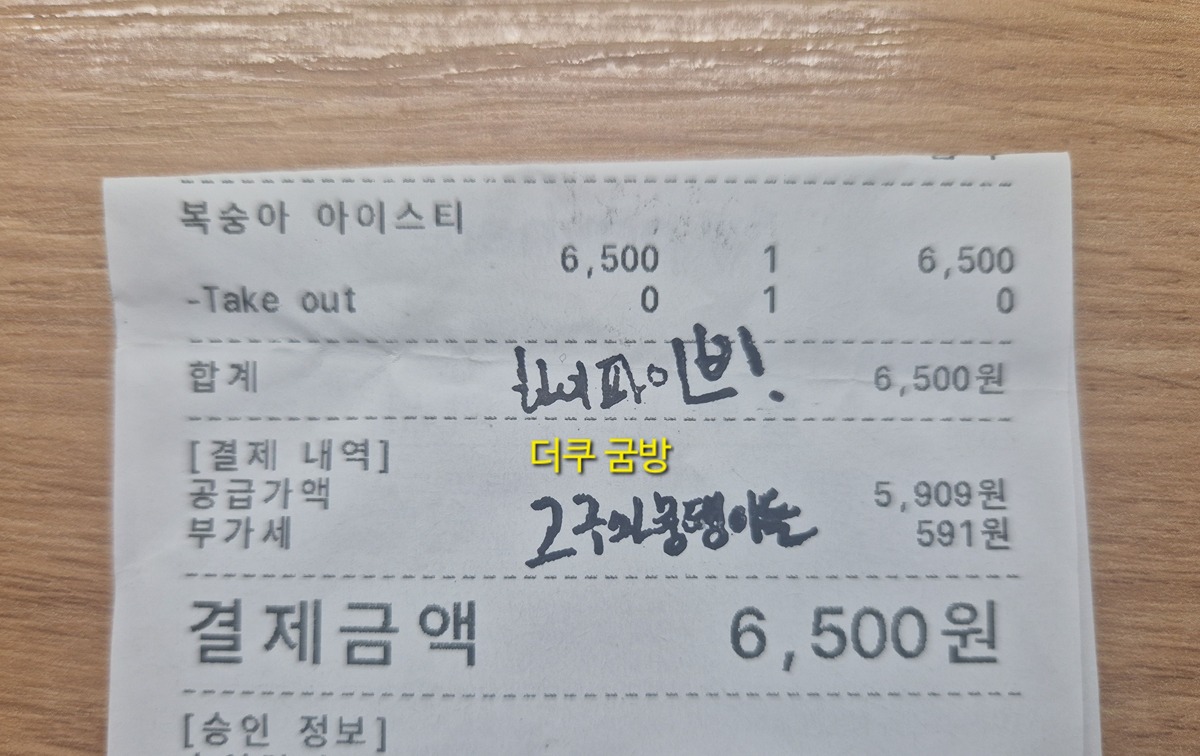 복숭아 아이스티
6,500 1 6,500
-Take out 0 1 0
합계 6,500원
[결제 내역]
더쿠 굼방
공급가액 5,909원
부가세 591원
결제금액 6,500원
[승인 정보]